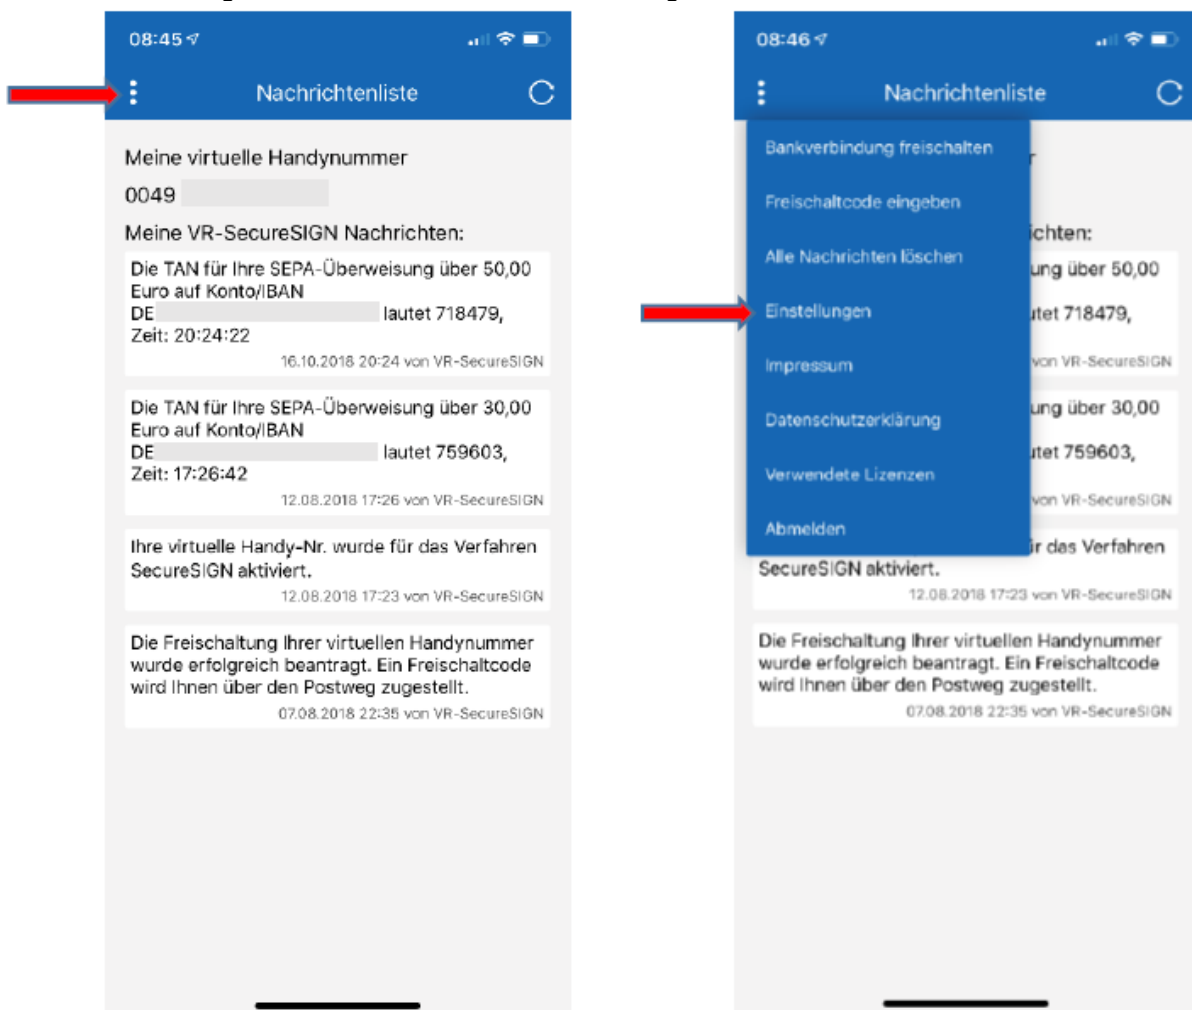 08:45
Nachrichtenliste
Meine virtuelle Handynummer
0049
Meine VR-SecureSIGN Nachrichten:
Die TAN für Ihre SEPA-Überweisung über 50,00
Euro auf Konto/IBAN
DE lautet 718479,
Zeit: 20:24:22
16.10.2018 20:24 von VR-SecureSIGN
Die TAN für Ihre SEPA-Überweisung über 30,00
Euro auf Konto/IBAN
DE lautet 759603,
Zeit: 17:26:42
12.08.2018 17:26 von VR-SecureSIGN
Ihre virtuelle Handy-Nr. wurde für das Verfahren
SecureSIGN aktiviert.
12.08.2018 17:23 von VR-SecureSIGN
Die Freischaltung Ihrer virtuellen Handynummer
wurde erfolgreich beantragt. Ein Freischaltcode
wird Ihnen über den Postweg zugestellt.
07.08.2018 22:35 von VR-SecureSIGN
08:46
Nachrichtenliste
Bankverbindung freischalten
Freischaltcode eingeben
Alle Nachrichten löschen
Einstellungen
Impressum
Datenschutzerklärung
Verwendete Lizenzen
Abmelden
ichten:
ung über 50,00
utet 718479,
von VR-SecureSIGN
ung über 30,00
utet 759603,
von VR-SecureSIGN
r das Verfahren
SecureSIGN aktiviert.
12.08.2018 17:23 von VR-SecureSIGN
Die Freischaltung Ihrer virtuellen Handynummer
wurde erfolgreich beantragt. Ein Freischaltcode
wird Ihnen über den Postweg zugestellt.
07.08.2018 22:35 von VR-SecureSIGN